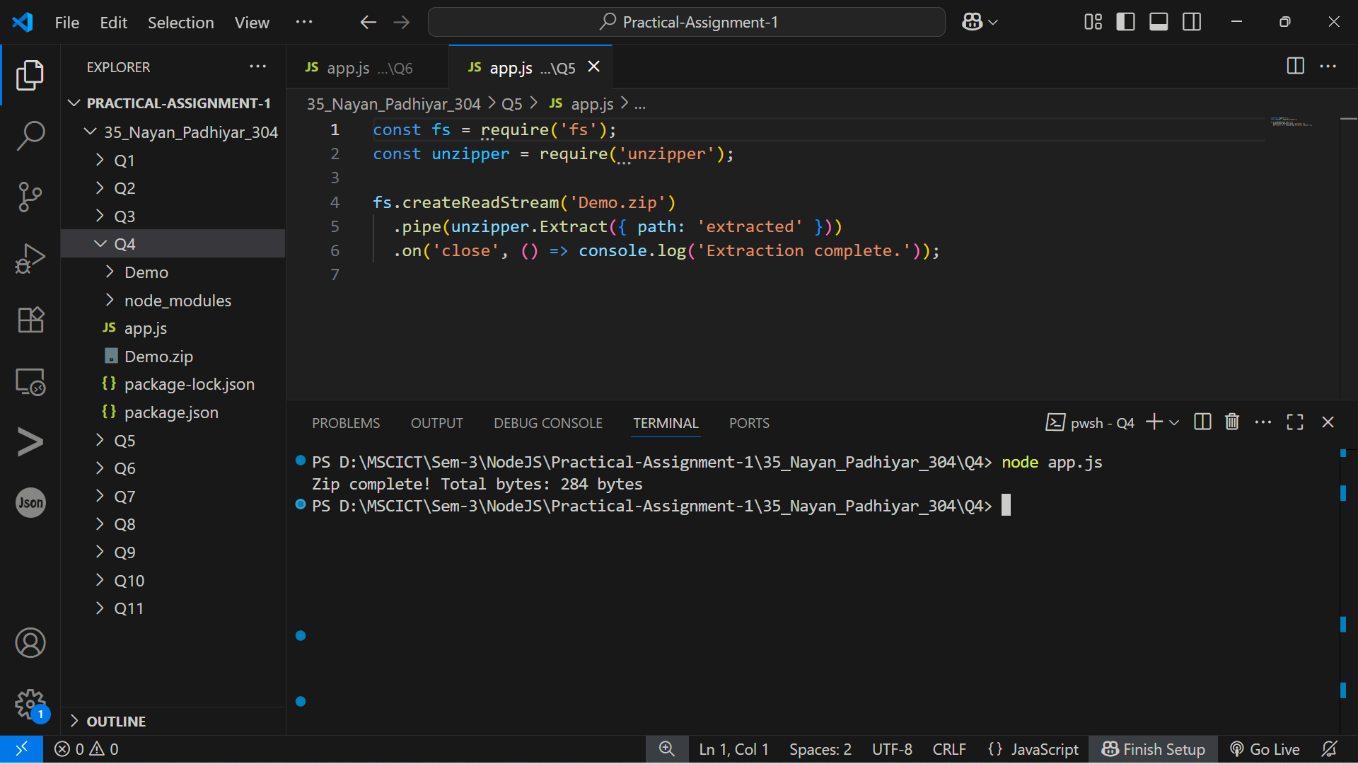 File Edit Selection View ...
Practical-Assignment-1
EXPLORER ...
PRACTICAL-ASSIGNMENT-1
35_Nayan_Padhiyar_304
Q1
Q2
Q3
Q4
Demo
node_modules
JS app.js
Demo.zip
{} package-lock.json
{} package.json
Q5
Q6
Q7
Q8
Q9
Q10
Q11
OUTLINE
Json
1
JS app.js ...\Q6
JS app.js ...\Q5
35_Nayan_Padhiyar_304 > Q5 > JS app.js > ...
1 const fs = require('fs');
2 const unzipper = require('unzipper');
3
4 fs.createReadStream('Demo.zip')
5   .pipe(unzipper.Extract({ path: 'extracted' }))
6   .on('close', () => console.log('Extraction complete.'));
7
PROBLEMS OUTPUT DEBUG CONSOLE TERMINAL PORTS
pwsh - Q4
PS D:\MSCICT\Sem-3\NodeJS\Practical-Assignment-1\35_Nayan_Padhiyar_304\Q4> node app.js
Zip complete! Total bytes: 284 bytes
PS D:\MSCICT\Sem-3\NodeJS\Practical-Assignment-1\35_Nayan_Padhiyar_304\Q4>
0 0 Ln 1, Col 1 Spaces: 2 UTF-8 CRLF {} JavaScript Finish Setup Go Live